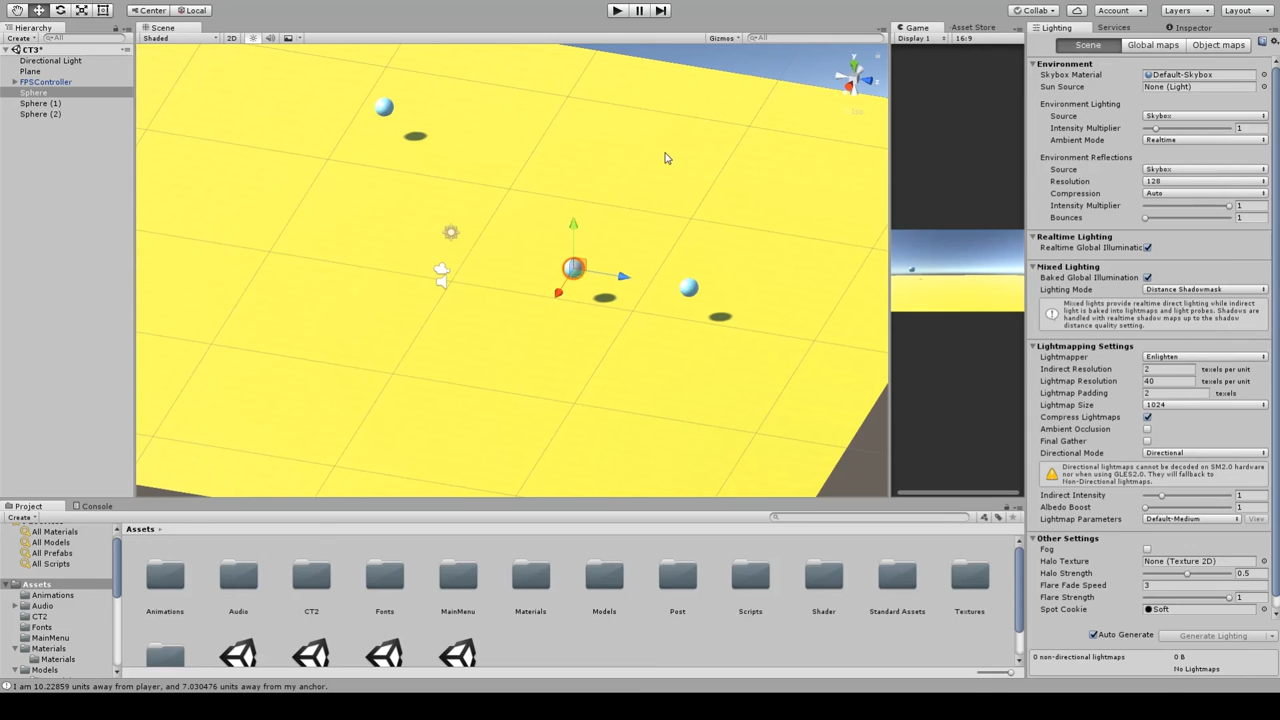 Center
Local
Collab
Account
Layers
Layout
Hierarchy
Create
All
CT3*
Directional Light
Plane
FPSController
Sphere
Sphere (1)
Sphere (2)
Scene
Shaded
2D
Gizmos
All
Game
Asset Store
Display 1
16:9
Lighting
Services
Inspector
Scene
Global maps
Object maps
Environment
Skybox Material
Default-Skybox
Sun Source
None (Light)
Environment Lighting
Source
Skybox
Intensity Multiplier
1
Ambient Mode
Realtime
Environment Reflections
Source
Skybox
Resolution
128
Compression
Auto
Intensity Multiplier
1
Bounces
1
Realtime Lighting
Realtime Global Illuminatic
Mixed Lighting
Baked Global Illumination
Lighting Mode
Distance Shadowmask
Mixed lights provide realtime direct lighting while indirect
light is baked into lightmaps and light probes. Shadows are
handled with realtime shadow maps up to the shadow
distance quality setting.
Lightmapping Settings
Lightmapper
Enlighten
Indirect Resolution
2
texels per unit
Lightmap Resolution
40
texels per unit
Lightmap Padding
2
texels
Lightmap Size
1024
Compress Lightmaps
Ambient Occlusion
Final Gather
Directional Mode
Directional
Directional lightmaps cannot be decoded on SM2.0 hardware
nor when using GLES2.0. They will fallback to
Non-Directional lightmaps.
Indirect Intensity
1
Albedo Boost
1
Lightmap Parameters
Default-Medium
View
Other Settings
Fog
Halo Texture
None (Texture 2D)
Halo Strength
0.5
Flare Fade Speed
3
Flare Strength
1
Spot Cookie
Soft
Auto Generate
Generate Lighting
0 non-directional lightmaps
0 B
No Lightmaps
Project
Console
Create
All Materials
All Models
All Prefabs
All Scripts
Assets
Animations
Audio
CT2
Fonts
MainMenu
Materials
Materials
Models
Assets
Animations
Audio
CT2
Fonts
MainMenu
Materials
Models
Post
Scripts
Shader
Standard Assets
Textures
I am 10.22859 units away from player, and 7.030476 units away from my anchor.